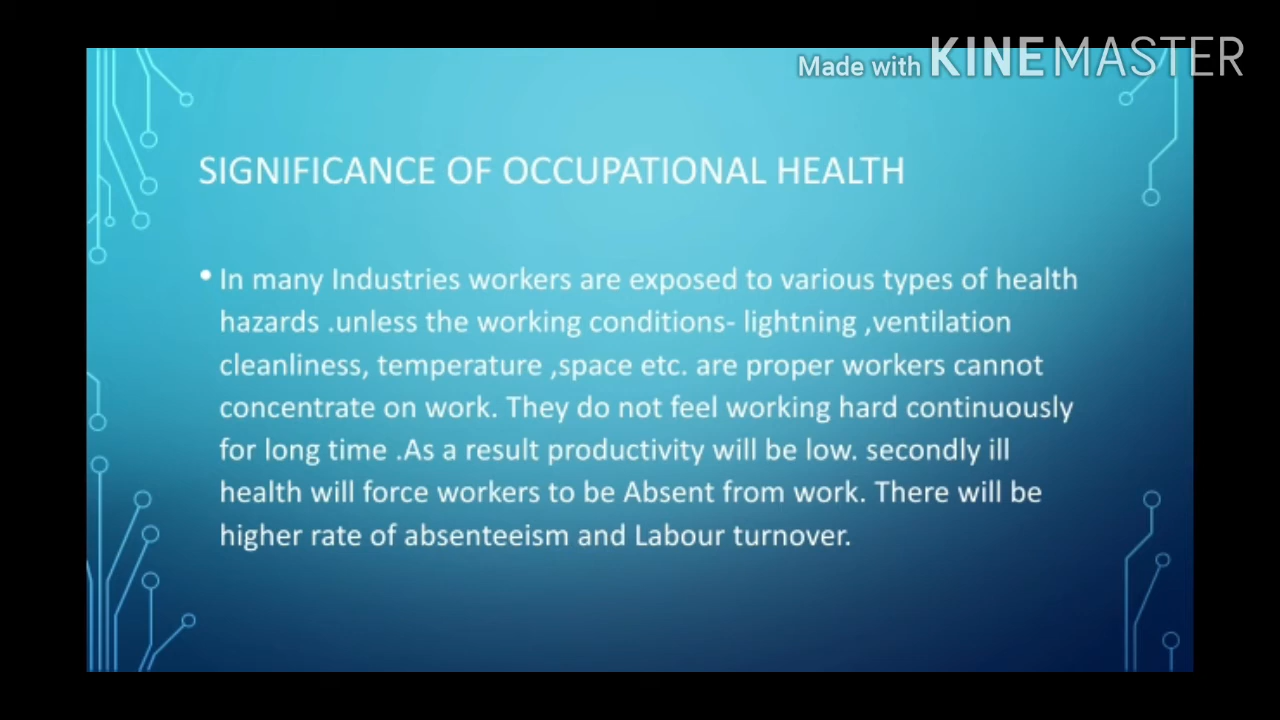 Made with KINEMASTER
SIGNIFICANCE OF OCCUPATIONAL HEALTH
• In many Industries workers are exposed to various types of health
hazards .unless the working conditions- lightning ,ventilation
cleanliness, temperature ,space etc. are proper workers cannot
concentrate on work. They do not feel working hard continuously
for long time .As a result productivity will be low. secondly ill
health will force workers to be Absent from work. There will be
higher rate of absenteeism and Labour turnover.